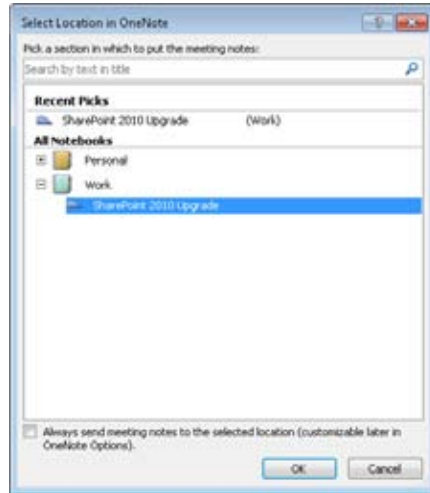 Select Location in OneNote
Pick a section in which to put the meeting notes:
Search by text in title
Recent Picks
SharePoint 2010 Upgrade (Work)
All Notebooks
Personal
Work
SharePoint 2010 Upgrade
Always send meeting notes to the selected location (customizable later in
OneNote Options).
OK Cancel